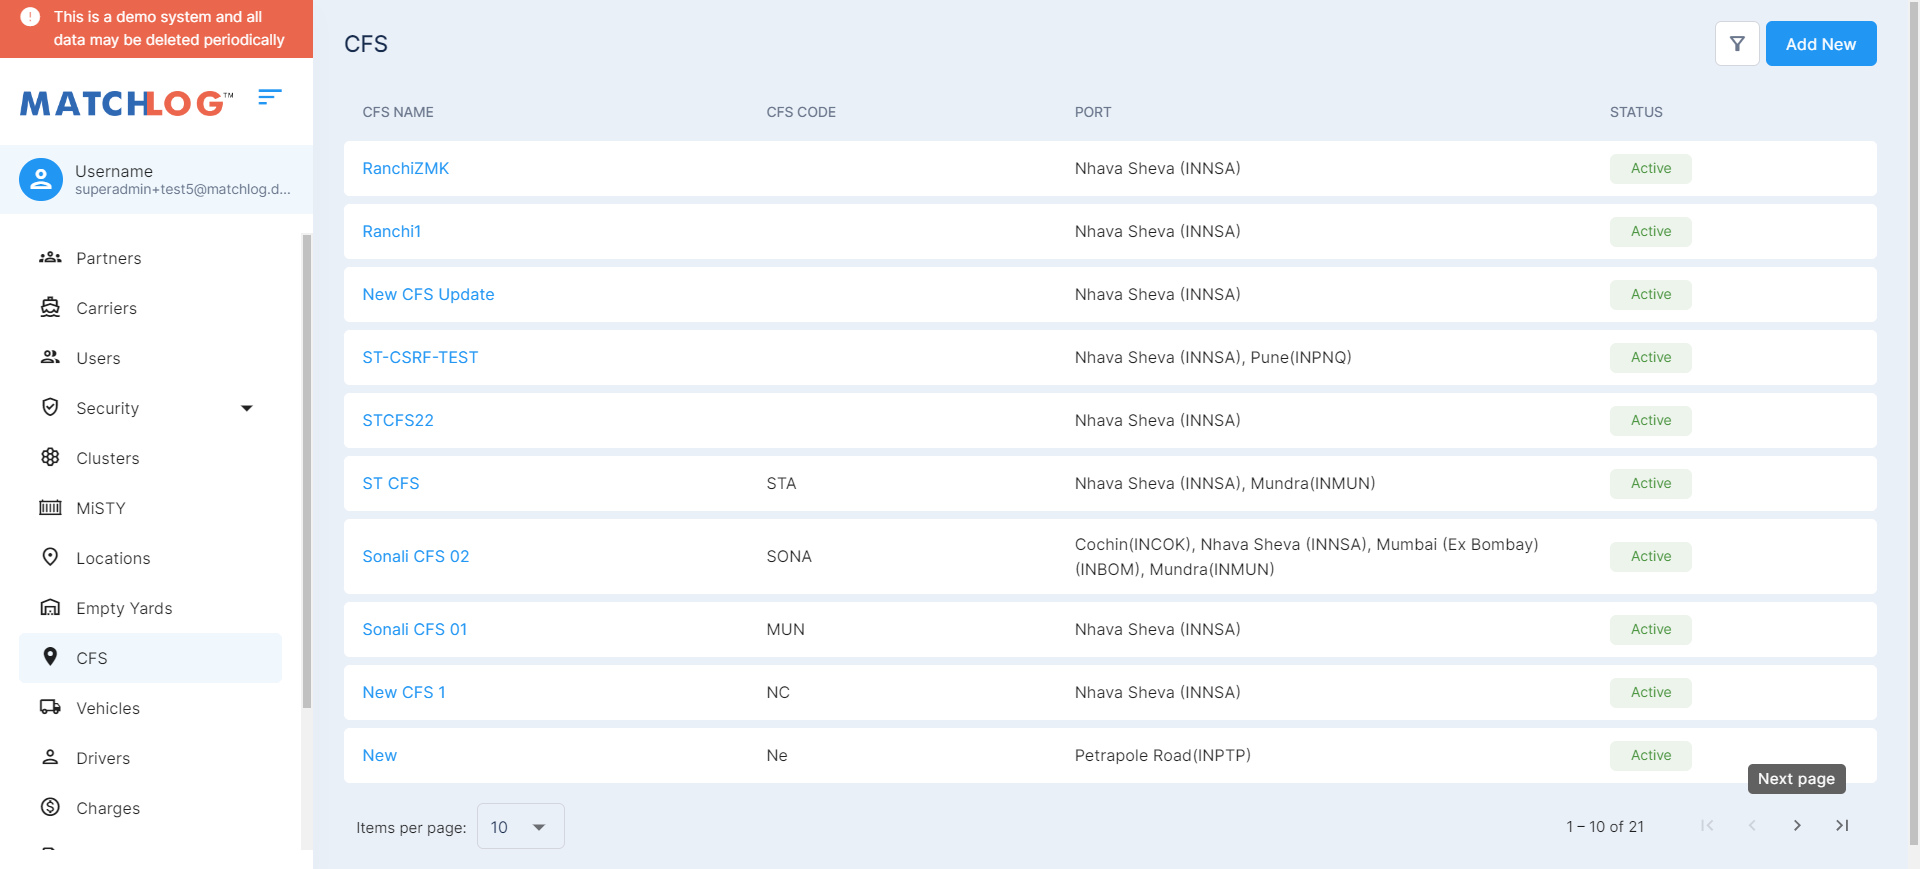 This is a demo system and all
data may be deleted periodically
MATCHLOG™
Username
superadmin+test5@matchlog.d...
Partners
Carriers
Users
Security
Clusters
MiSTY
Locations
Empty Yards
CFS
Vehicles
Drivers
Charges
CFS
Add New
CFS NAME CFS CODE PORT STATUS
RanchiZMK Nhava Sheva (INNSA) Active
Ranchi1 Nhava Sheva (INNSA) Active
New CFS Update Nhava Sheva (INNSA) Active
ST-CSRF-TEST Nhava Sheva (INNSA), Pune(INPNQ) Active
STCFS22 Nhava Sheva (INNSA) Active
ST CFS STA Nhava Sheva (INNSA), Mundra(INMUN) Active
Sonali CFS 02 SONA Cochin(INCOK), Nhava Sheva (INNSA), Mumbai (Ex Bombay)
(INBOM), Mundra(INMUN) Active
Sonali CFS 01 MUN Nhava Sheva (INNSA) Active
New CFS 1 NC Nhava Sheva (INNSA) Active
New Ne Petrapole Road(INPTP) Active
Next page
Items per page: 10 1 – 10 of 21